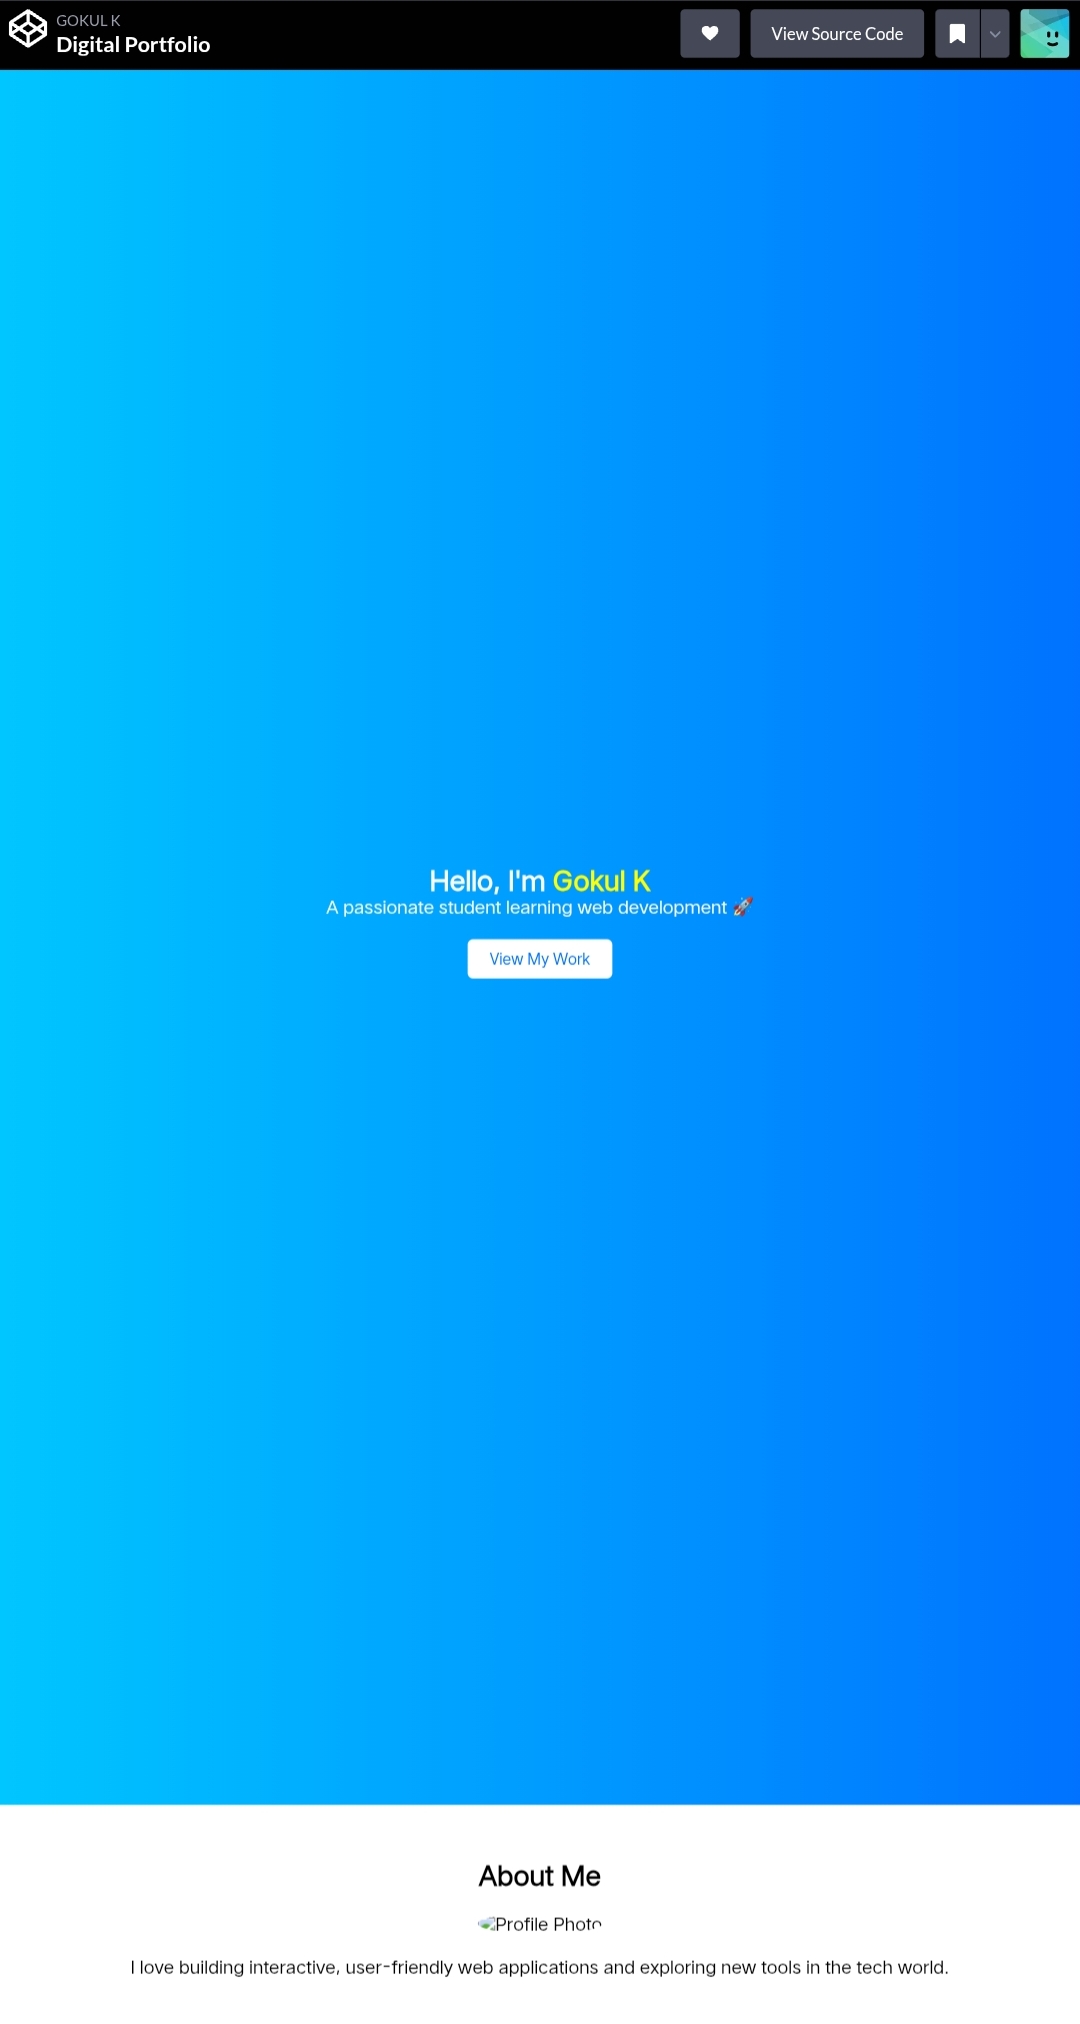 GOKUL K
Digital Portfolio
View Source Code
Hello, I'm Gokul K
A passionate student learning web development 🚀
View My Work
About Me
Profile Photo
I love building interactive, user-friendly web applications and exploring new tools in the tech world.